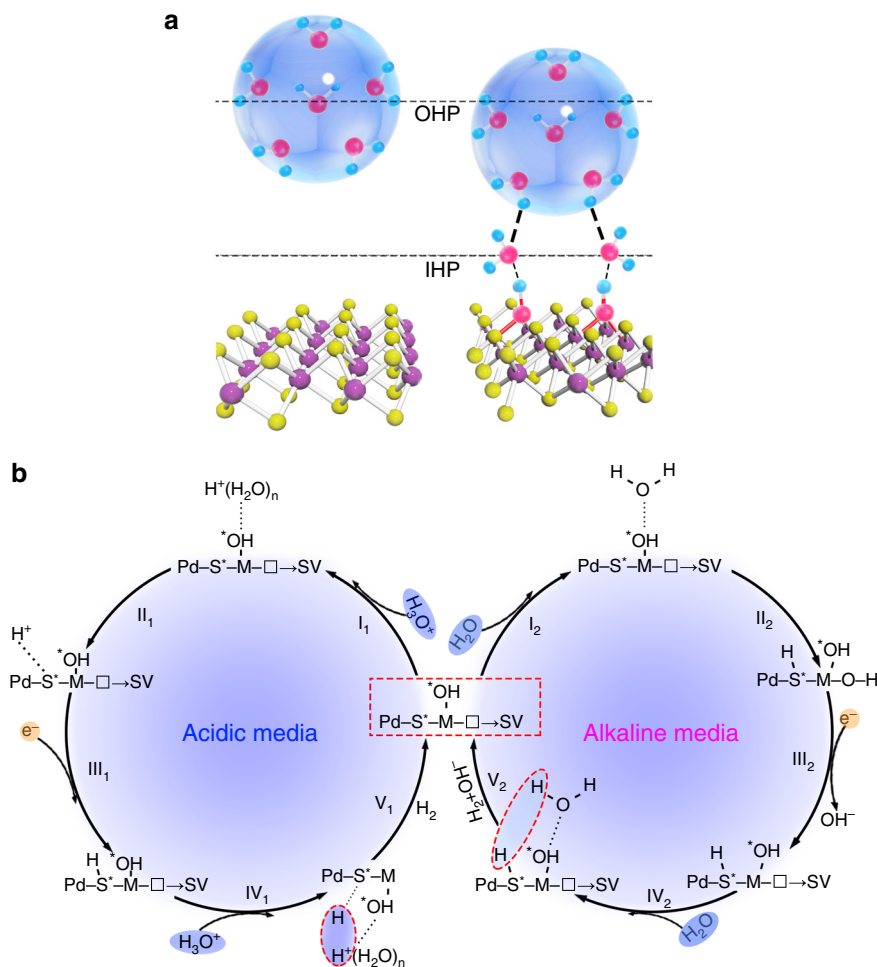 a
OHP
IHP
b
H⁺(H₂O)ₙ
*OH
Pd–S*–M–□→SV
II₁
I₁
H₃O⁺
H⁺
*OH
Pd–S*–M–□→SV
e⁻
Acidic media
III₁
*OH
H
Pd–S*–M–□→SV
IV₁
H₃O⁺
V₁
H₂
Pd–S*–M
H
*OH
H⁺(H₂O)ₙ
*OH
Pd–S*–M–□→SV
H H
O
*OH
Pd–S*–M–□→SV
H₂O
I₂
II₂
*OH
H
Pd–S*–M–O–H
e⁻
Alkaline media
III₂
OH⁻
*OH
H
Pd–S*–M–□→SV
IV₂
H₂O
V₂
H₂+OH⁻
H
O
H
H
*OH
Pd–S*–M–□→SV